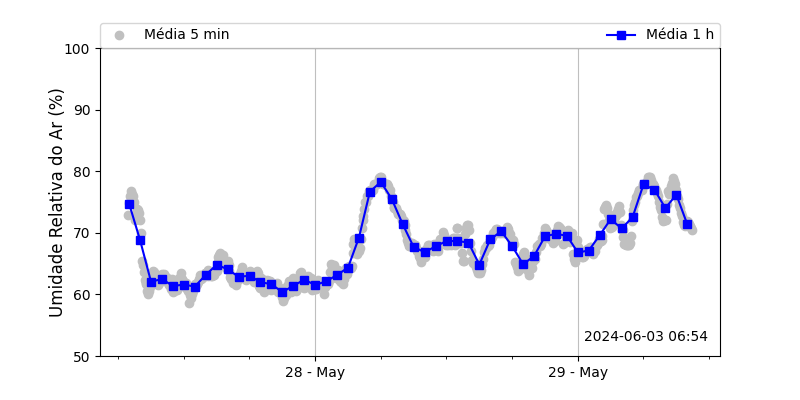 Média 5 min
Média 1 h
100
90
80
70
60
50
Umidade Relativa do Ar (%)
2024-06-03 06:54
28 - May
29 - May